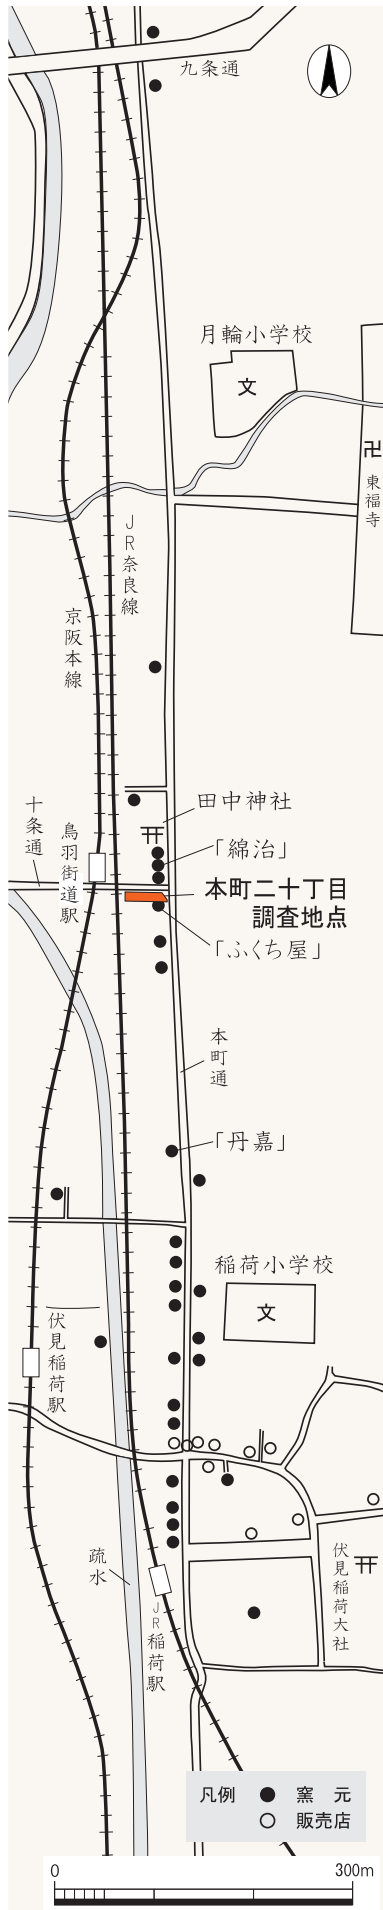 九条通
月輪小学校
文
卍
東福寺
JR奈良線
京阪本線
十条通
鳥羽街道駅
田中神社
「綿治」
本町二十丁目
調査地点
「ふくち屋」
本町通
「丹嘉」
稲荷小学校
文
伏見稲荷駅
疏水
JR稲荷駅
伏見稲荷大社
凡例 ● 窯元
○ 販売店
0 300m